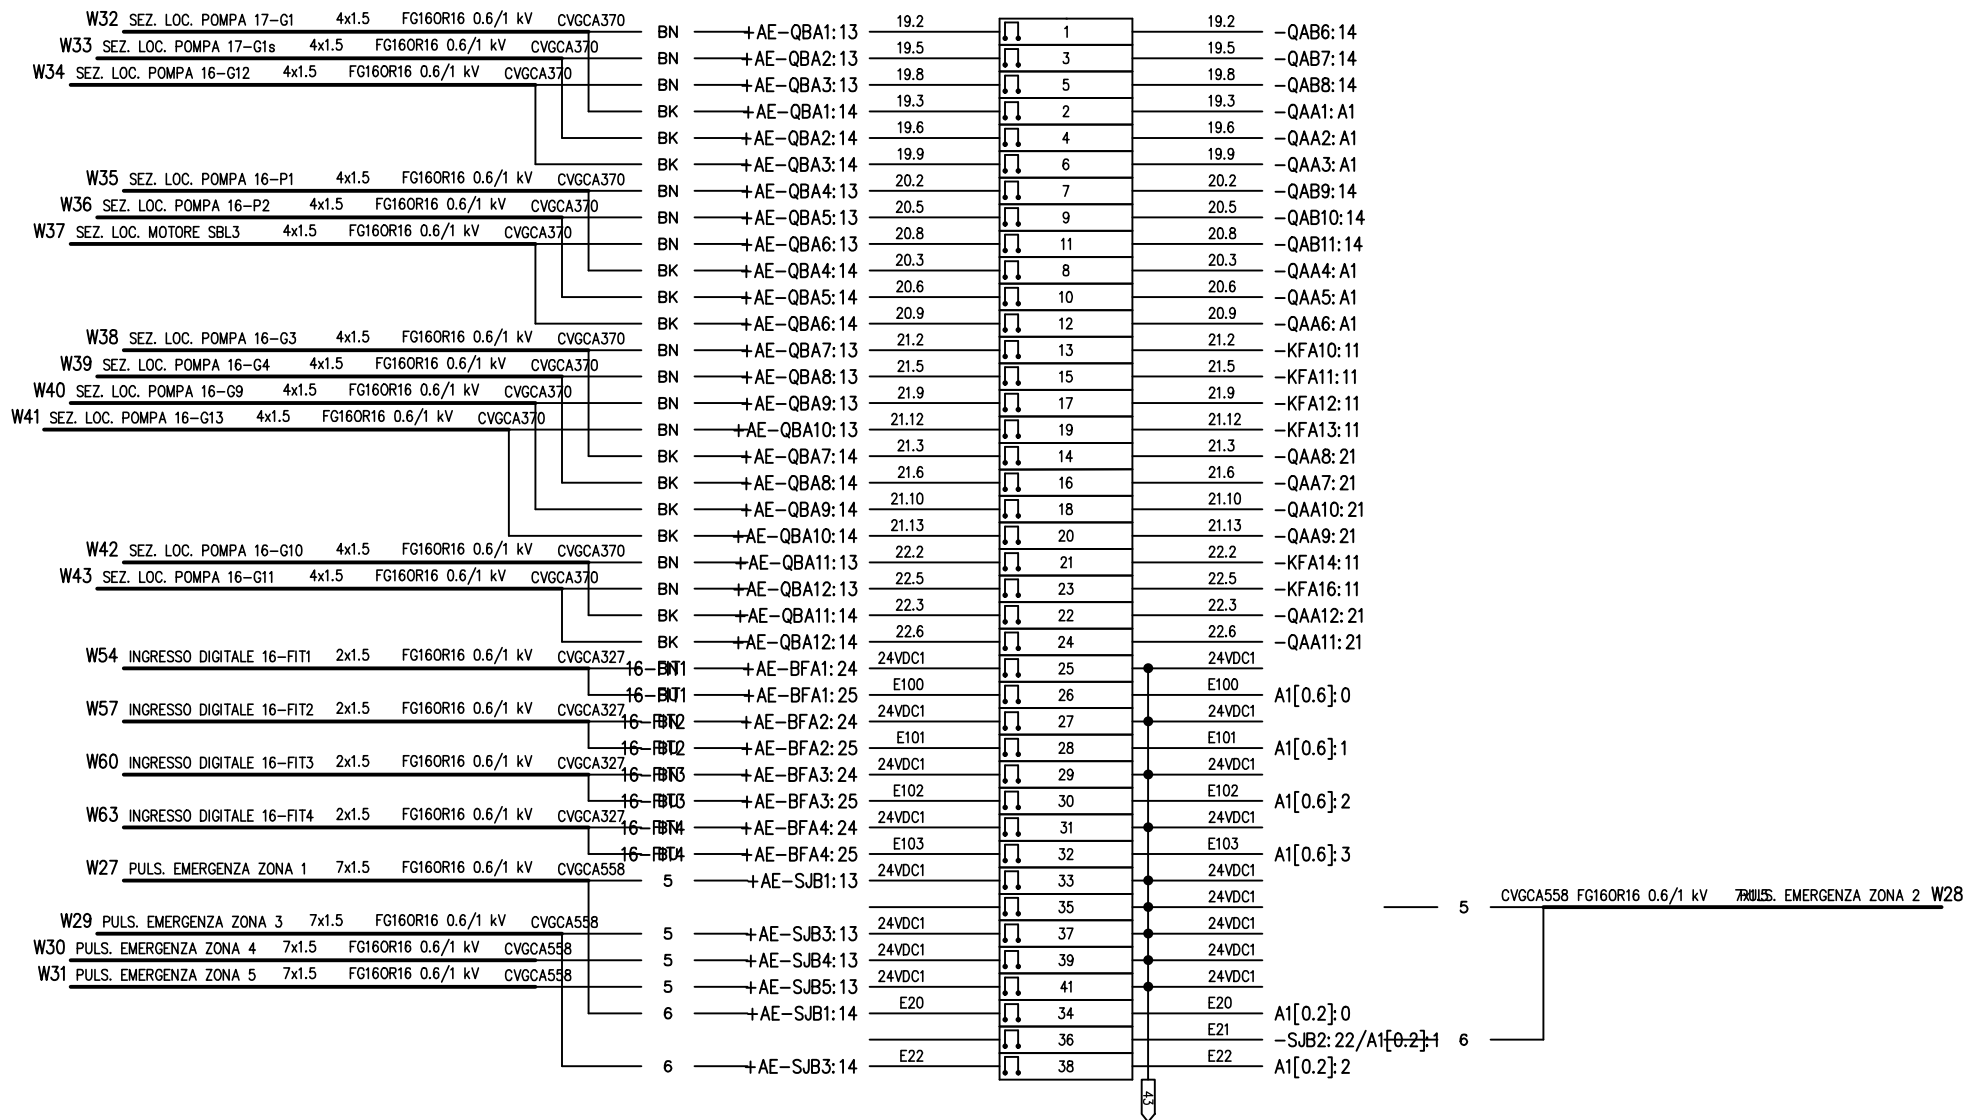 W32 SEZ. LOC. POMPA 17-G1 4x1.5 FG16OR16 0.6/1 kV CVGCA370 BN +AE-QBA1:13 19.2 1 19.2 -QAB6:14
W33 SEZ. LOC. POMPA 17-G1s 4x1.5 FG16OR16 0.6/1 kV CVGCA370 BN +AE-QBA2:13 19.5 3 19.5 -QAB7:14
W34 SEZ. LOC. POMPA 16-G12 4x1.5 FG16OR16 0.6/1 kV CVGCA370 BN +AE-QBA3:13 19.8 5 19.8 -QAB8:14
BK +AE-QBA1:14 19.3 2 19.3 -QAA1:A1
BK +AE-QBA2:14 19.6 4 19.6 -QAA2:A1
BK +AE-QBA3:14 19.9 6 19.9 -QAA3:A1
W35 SEZ. LOC. POMPA 16-P1 4x1.5 FG16OR16 0.6/1 kV CVGCA370 BN +AE-QBA4:13 20.2 7 20.2 -QAB9:14
W36 SEZ. LOC. POMPA 16-P2 4x1.5 FG16OR16 0.6/1 kV CVGCA370 BN +AE-QBA5:13 20.5 9 20.5 -QAB10:14
W37 SEZ. LOC. MOTORE SBL3 4x1.5 FG16OR16 0.6/1 kV CVGCA370 BN +AE-QBA6:13 20.8 11 20.8 -QAB11:14
BK +AE-QBA4:14 20.3 8 20.3 -QAA4:A1
BK +AE-QBA5:14 20.6 10 20.6 -QAA5:A1
BK +AE-QBA6:14 20.9 12 20.9 -QAA6:A1
W38 SEZ. LOC. POMPA 16-G3 4x1.5 FG16OR16 0.6/1 kV CVGCA370 BN +AE-QBA7:13 21.2 13 21.2 -KFA10:11
W39 SEZ. LOC. POMPA 16-G4 4x1.5 FG16OR16 0.6/1 kV CVGCA370 BN +AE-QBA8:13 21.5 15 21.5 -KFA11:11
W40 SEZ. LOC. POMPA 16-G9 4x1.5 FG16OR16 0.6/1 kV CVGCA370 BN +AE-QBA9:13 21.9 17 21.9 -KFA12:11
W41 SEZ. LOC. POMPA 16-G13 4x1.5 FG16OR16 0.6/1 kV CVGCA370 BN +AE-QBA10:13 21.12 19 21.12 -KFA13:11
BK +AE-QBA7:14 21.3 14 21.3 -QAA8:21
BK +AE-QBA8:14 21.6 16 21.6 -QAA7:21
BK +AE-QBA9:14 21.10 18 21.10 -QAA10:21
BK +AE-QBA10:14 21.13 20 21.13 -QAA9:21
W42 SEZ. LOC. POMPA 16-G10 4x1.5 FG16OR16 0.6/1 kV CVGCA370 BN +AE-QBA11:13 22.2 21 22.2 -KFA14:11
W43 SEZ. LOC. POMPA 16-G11 4x1.5 FG16OR16 0.6/1 kV CVGCA370 BN +AE-QBA12:13 22.5 23 22.5 -KFA16:11
BK +AE-QBA11:14 22.3 22 22.3 -QAA12:21
BK +AE-QBA12:14 22.6 24 22.6 -QAA11:21
W54 INGRESSO DIGITALE 16-FIT1 2x1.5 FG16OR16 0.6/1 kV CVGCA327 16-FIT1 BN +AE-BFA1:24 24VDC1 25 24VDC1
16-FIT1 BU +AE-BFA1:25 E100 26 E100 A1[0.6]:0
W57 INGRESSO DIGITALE 16-FIT2 2x1.5 FG16OR16 0.6/1 kV CVGCA327 16-FIT2 BN +AE-BFA2:24 24VDC1 27 24VDC1
16-FIT2 BU +AE-BFA2:25 E101 28 E101 A1[0.6]:1
W60 INGRESSO DIGITALE 16-FIT3 2x1.5 FG16OR16 0.6/1 kV CVGCA327 16-FIT3 BN +AE-BFA3:24 24VDC1 29 24VDC1
16-FIT3 BU +AE-BFA3:25 E102 30 E102 A1[0.6]:2
W63 INGRESSO DIGITALE 16-FIT4 2x1.5 FG16OR16 0.6/1 kV CVGCA327 16-FIT4 BN +AE-BFA4:24 24VDC1 31 24VDC1
16-FIT4 BU +AE-BFA4:25 E103 32 E103 A1[0.6]:3
W27 PULS. EMERGENZA ZONA 1 7x1.5 FG16OR16 0.6/1 kV CVGCA558 5 +AE-SJB1:13 24VDC1 33 24VDC1
35 24VDC1 5 CVGCA558 FG16OR16 0.6/1 kV 7x1.5 PULS. EMERGENZA ZONA 2 W28
W29 PULS. EMERGENZA ZONA 3 7x1.5 FG16OR16 0.6/1 kV CVGCA558 5 +AE-SJB3:13 24VDC1 37 24VDC1
W30 PULS. EMERGENZA ZONA 4 7x1.5 FG16OR16 0.6/1 kV CVGCA558 5 +AE-SJB4:13 24VDC1 39 24VDC1
W31 PULS. EMERGENZA ZONA 5 7x1.5 FG16OR16 0.6/1 kV CVGCA558 5 +AE-SJB5:13 24VDC1 41 24VDC1
6 +AE-SJB1:14 E20 34 E20 A1[0.2]:0
36 E21 -SJB2:22/A1[0.2]:1 6
6 +AE-SJB3:14 E22 38 E22 A1[0.2]:2
43